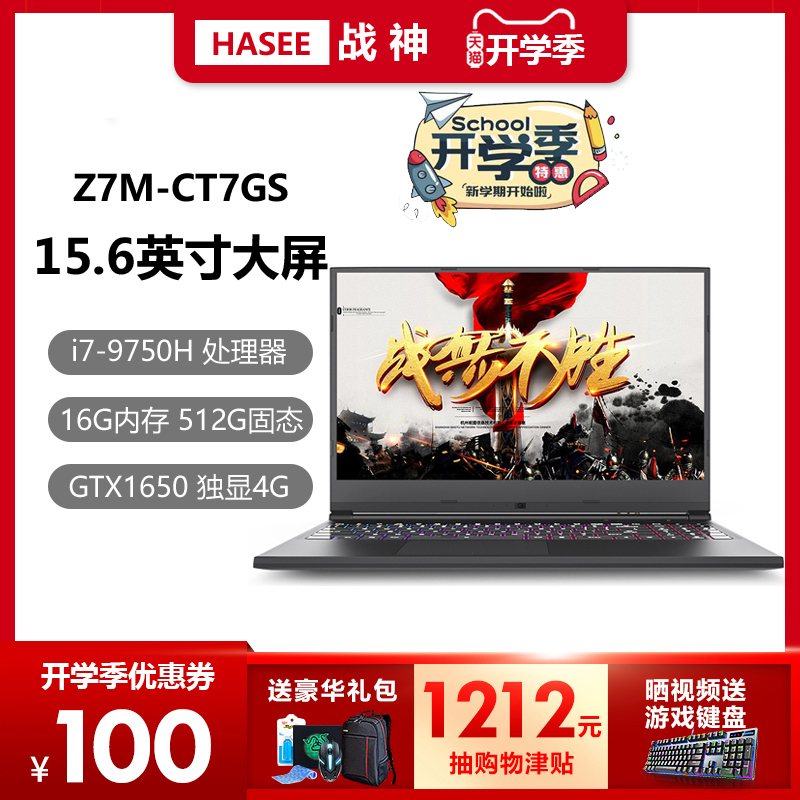 HASEE 战神
天猫 开学季
School
开学季
特惠
新学期开始啦
Z7M-CT7GS
15.6英寸大屏
i7-9750H 处理器
16G内存 512G固态
GTX1650 独显4G
战无不胜
开学季优惠券
¥100
送豪华礼包
1212元
抽购物津贴
晒视频送
游戏键盘